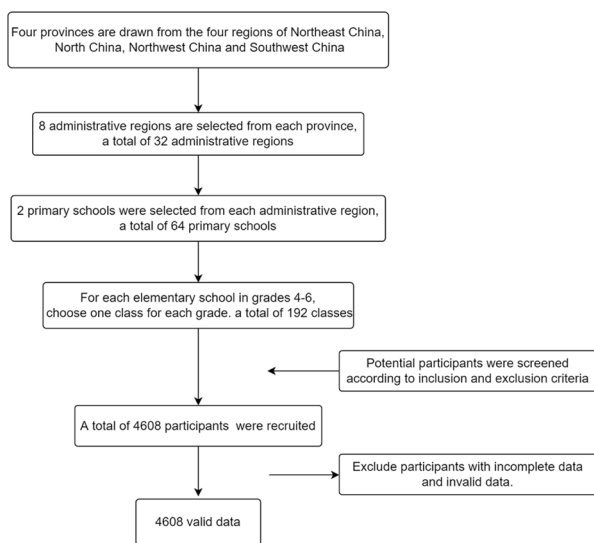 Four provinces are drawn from the four regions of Northeast China,
North China, Northwest China and Southwest China
8 administrative regions are selected from each province,
a total of 32 administrative regions
2 primary schools were selected from each administrative region,
a total of 64 primary schools
For each elementary school in grades 4-6,
choose one class for each grade. a total of 192 classes
Potential participants were screened
according to inclusion and exclusion criteria
A total of 4608 participants were recruited
Exclude participants with incomplete data
and invalid data.
4608 valid data